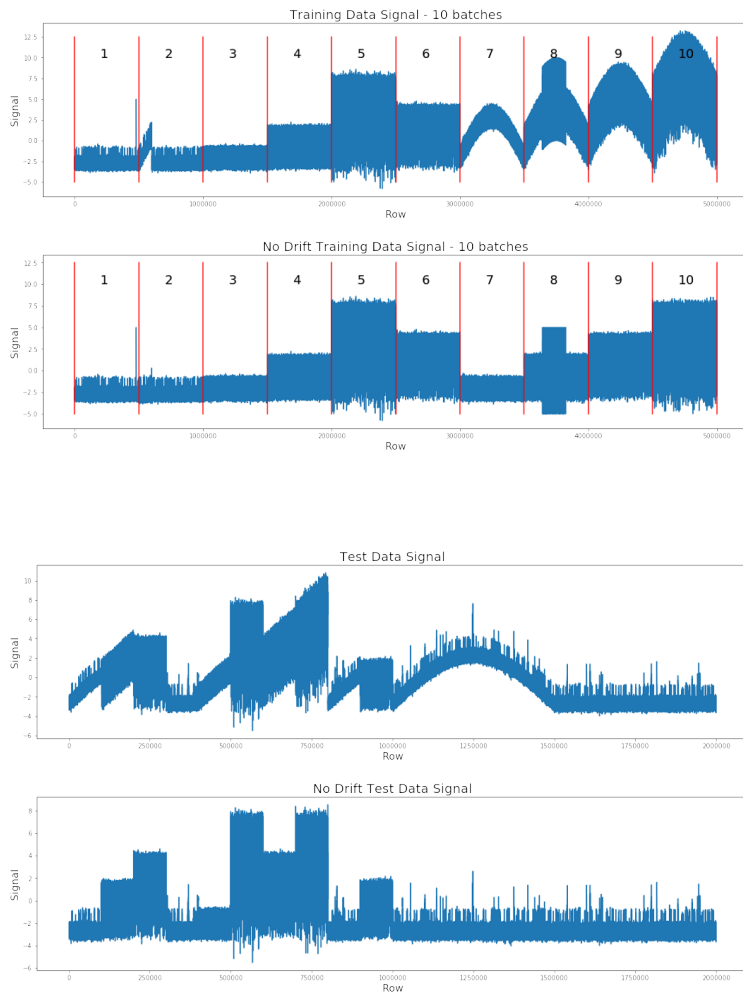 Training Data Signal - 10 batches
12.5
10.0
7.5
5.0
2.5
0.0
−2.5
−5.0
Signal
1 2 3 4 5 6 7 8 9 10
0 1000000 2000000 3000000 4000000 5000000
Row
No Drift Training Data Signal - 10 batches
12.5
10.0
7.5
5.0
2.5
0.0
−2.5
−5.0
Signal
1 2 3 4 5 6 7 8 9 10
0 1000000 2000000 3000000 4000000 5000000
Row
Test Data Signal
10
8
6
4
2
0
−2
−4
−6
Signal
0 250000 500000 750000 1000000 1250000 1500000 1750000 2000000
Row
No Drift Test Data Signal
8
6
4
2
0
−2
−4
−6
Signal
0 250000 500000 750000 1000000 1250000 1500000 1750000 2000000
Row